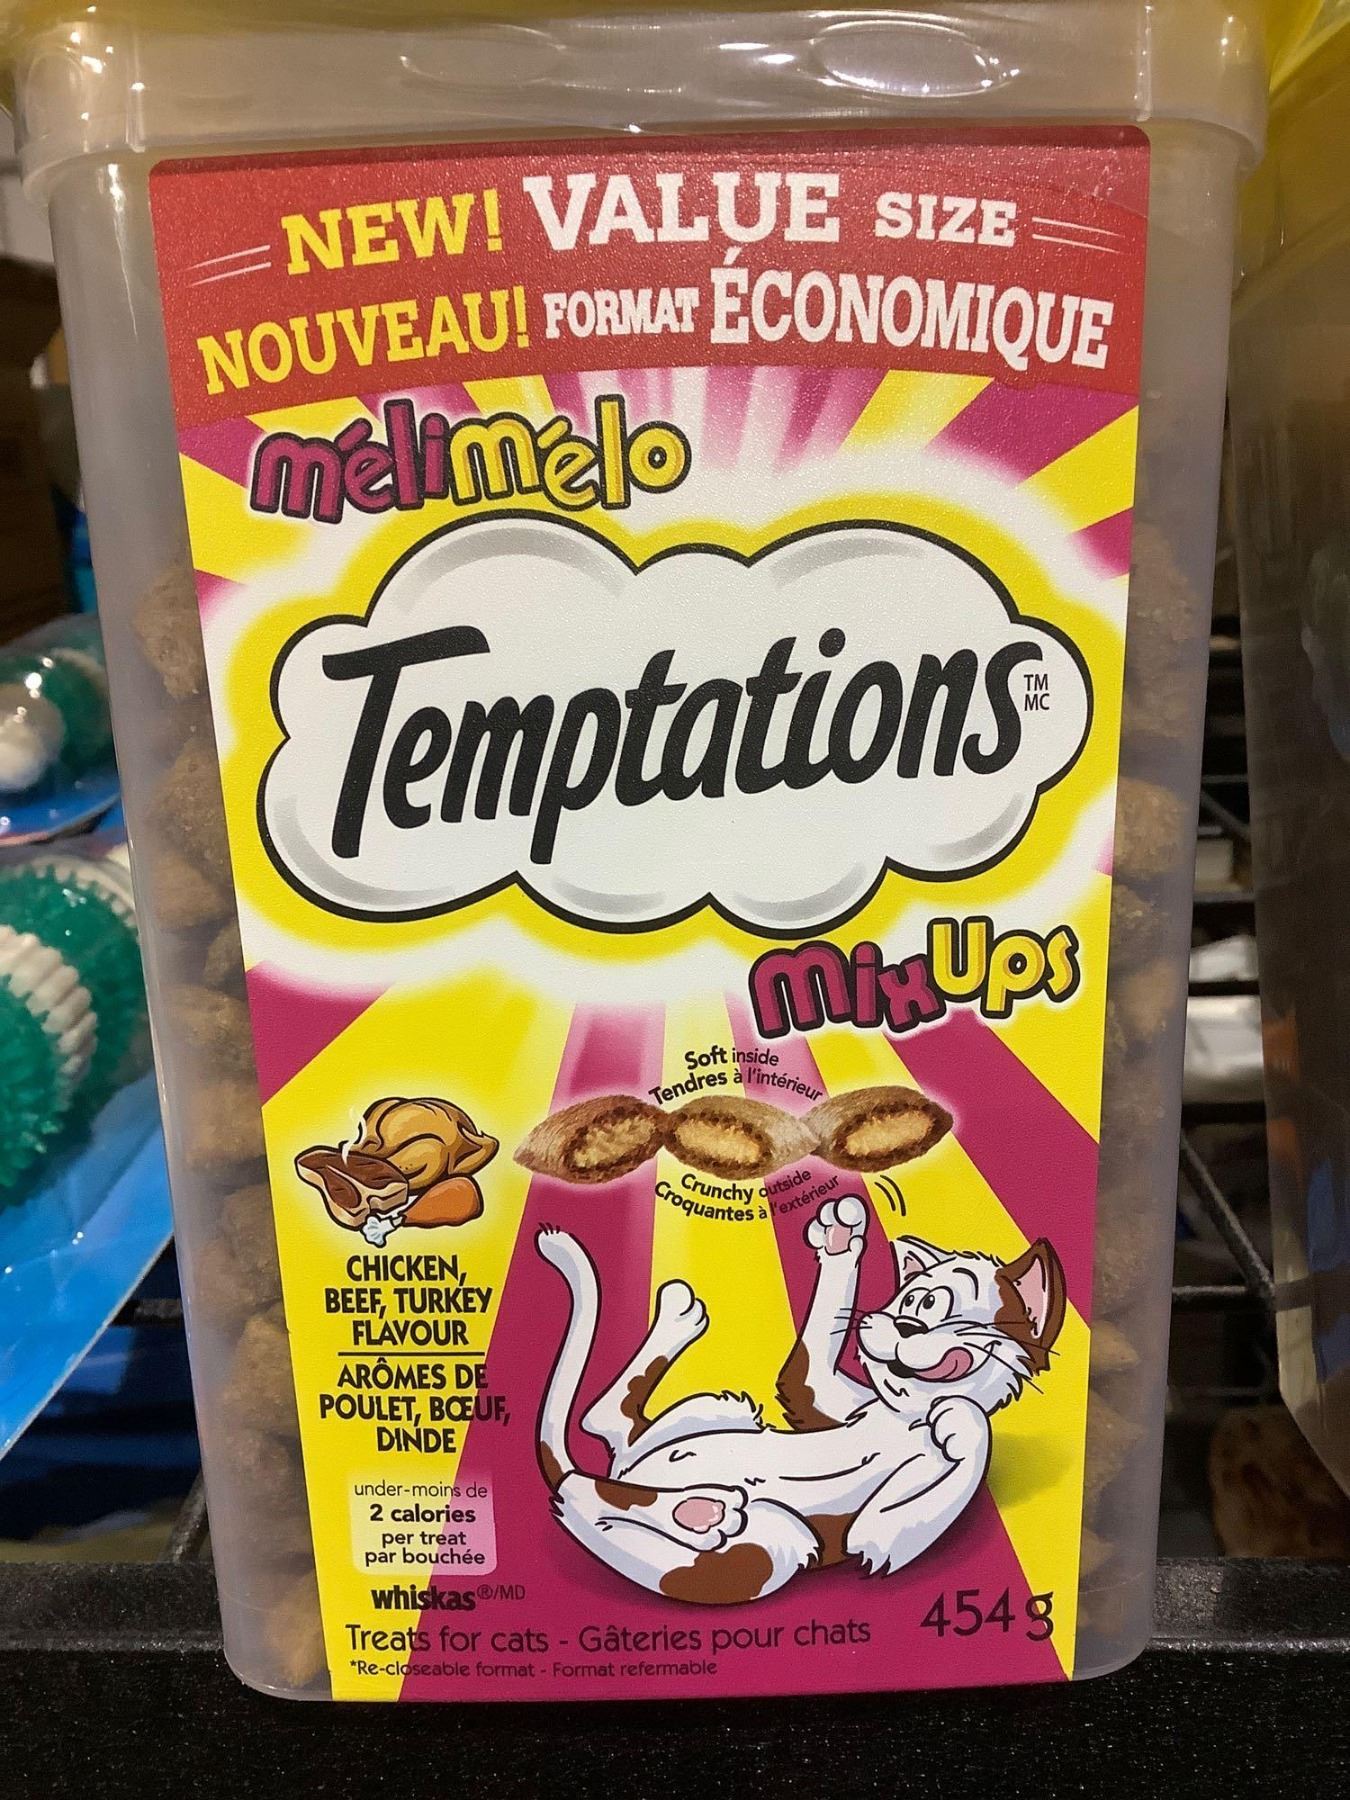 NEW! VALUE SIZE
NOUVEAU! FORMAT ÉCONOMIQUE
mélimélo
Temptations TM
MC
MixUps
Soft inside
Tendres à l'intérieur
Crunchy outside
Croquantes à l'extérieur
CHICKEN,
BEEF, TURKEY
FLAVOUR
ARÔMES DE
POULET, BŒUF,
DINDE
under-moins de
2 calories
per treat
par bouchée
whiskas®/MD
Treats for cats - Gâteries pour chats 454 g
*Re-closeable format - Format refermable